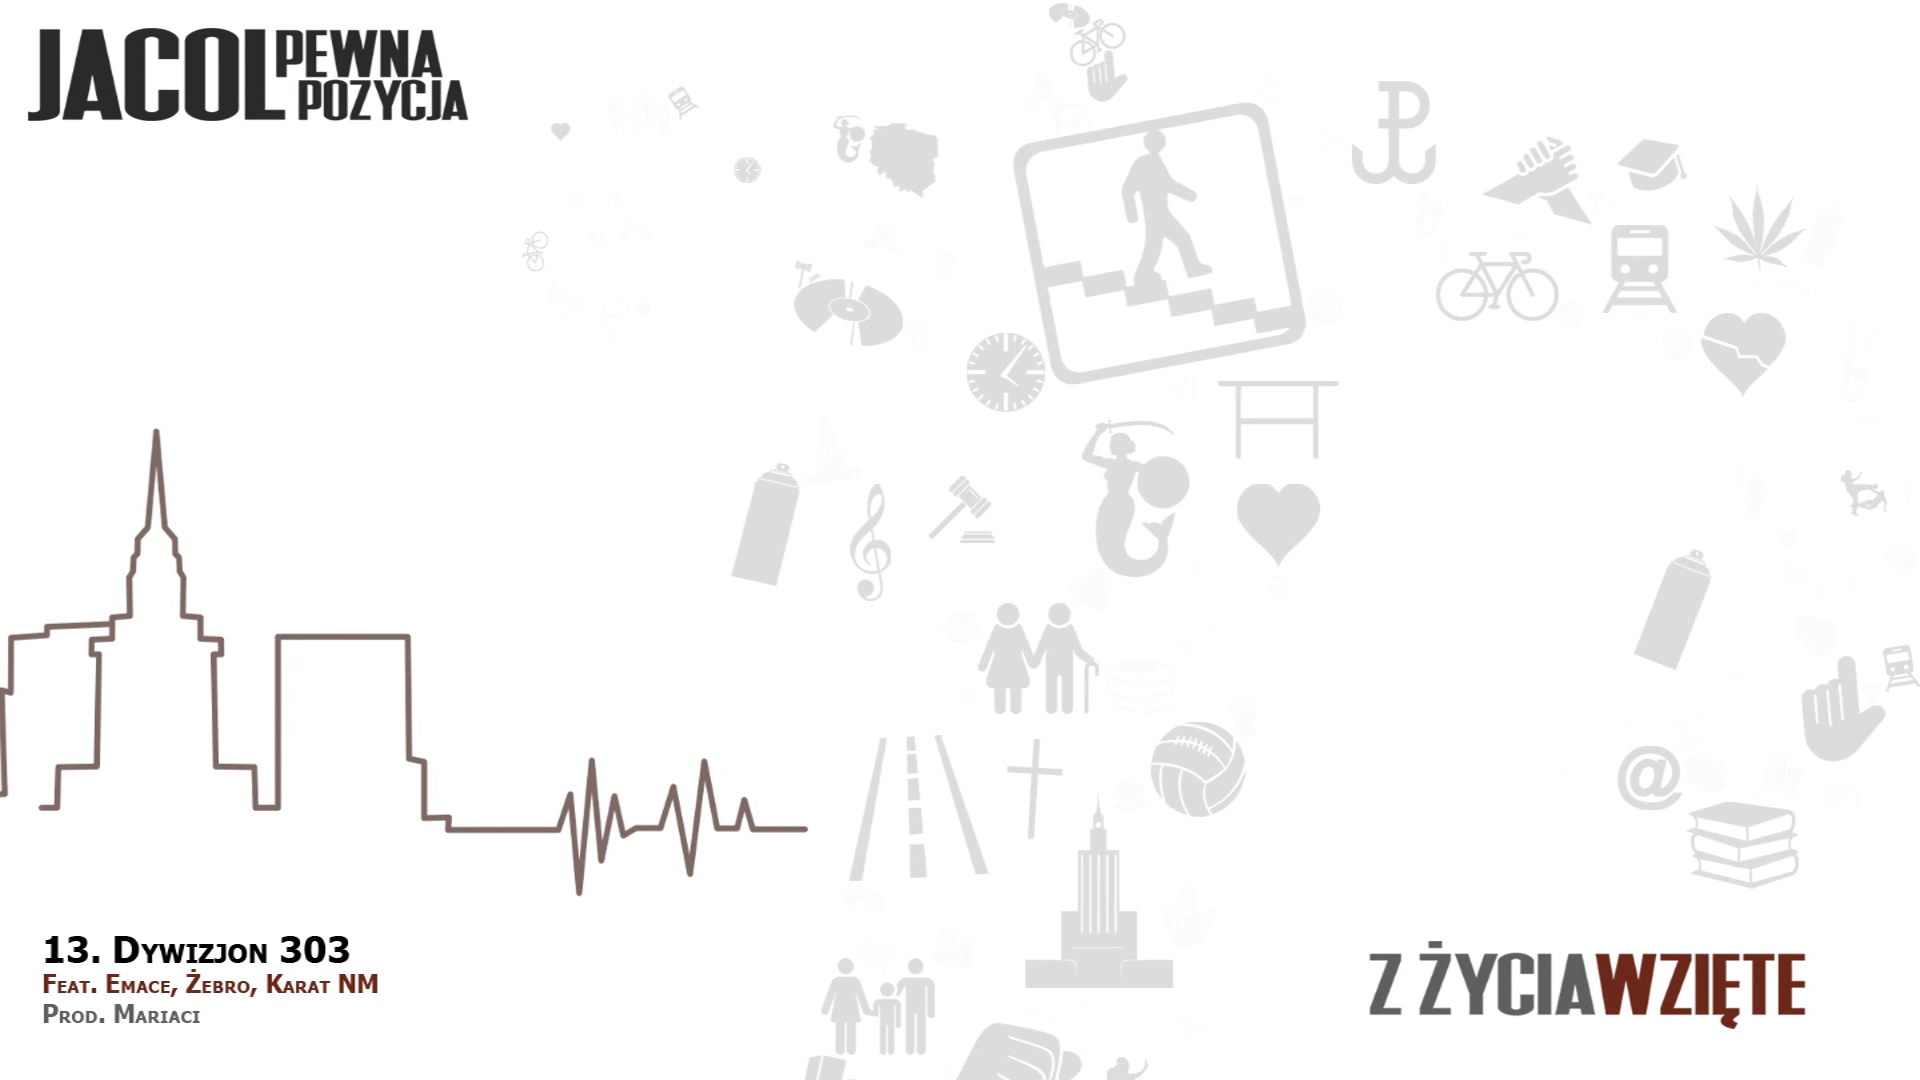 JACOL PEWNA
POZYCJA
13. Dywizjon 303
Feat. Emace, Żebro, Karat NM
Prod. Mariaci
Z ŻYCIA WZIĘTE
@